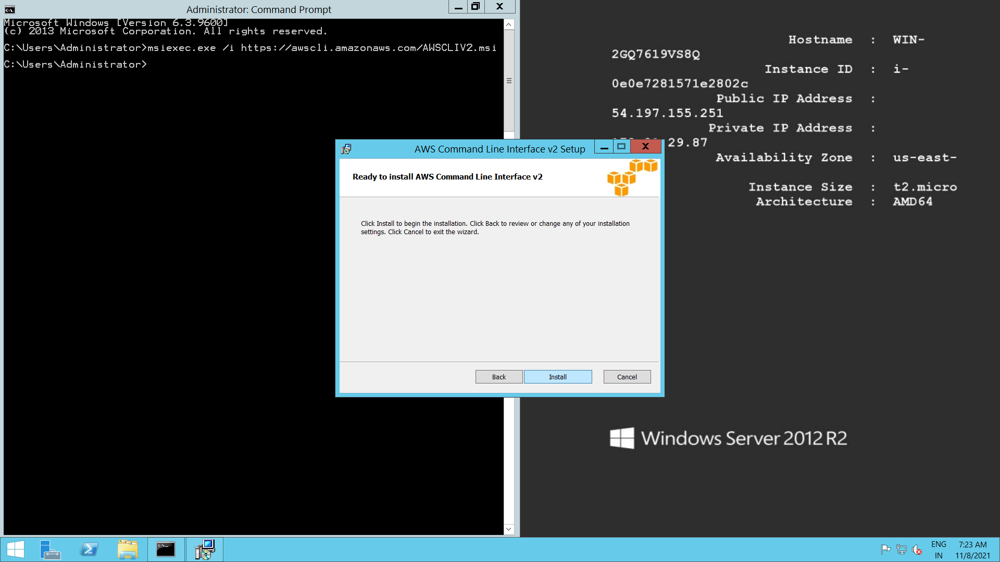 Administrator: Command Prompt
Microsoft Windows [Version 6.3.9600]
(c) 2013 Microsoft Corporation. All rights reserved.
C:\Users\Administrator>msiexec.exe /i https://awscli.amazonaws.com/AWSCLIV2.msi
C:\Users\Administrator>
Hostname : WIN-
2GQ7619VS8Q
Instance ID : i-
0e0e7281571e2802c
Public IP Address :
54.197.155.251
Private IP Address :
29.87
Availability Zone : us-east-
Instance Size : t2.micro
Architecture : AMD64
AWS Command Line Interface v2 Setup
Ready to install AWS Command Line Interface v2
Click Install to begin the installation. Click Back to review or change any of your installation
settings. Click Cancel to exit the wizard.
Back Install Cancel
Windows Server 2012 R2
ENG
IN
7:23 AM
11/8/2021